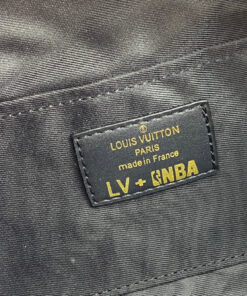 LOUIS VUITTON
PARIS
made in France
LV + NBA